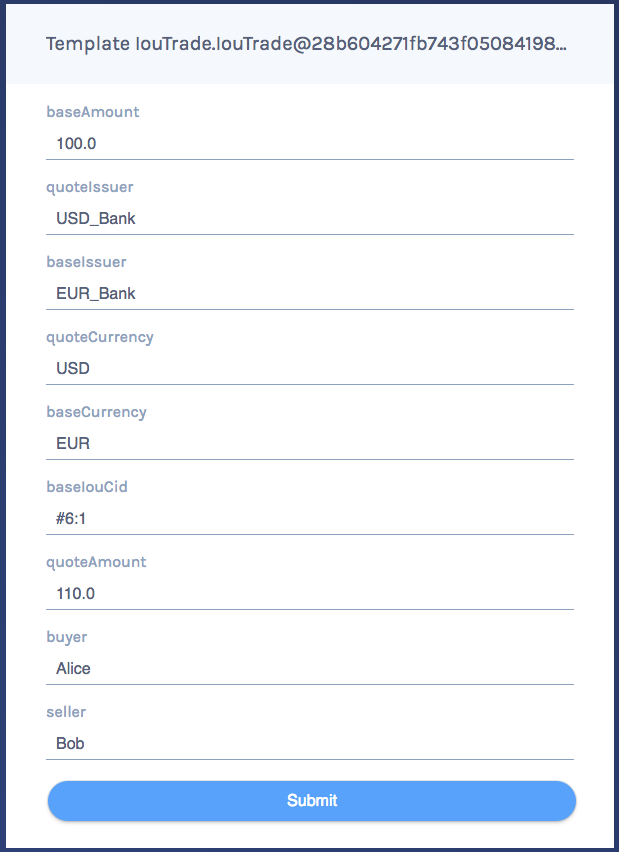 Template IouTrade.IouTrade@28b604271fb743f05084198...
baseAmount
100.0
quoteIssuer
USD_Bank
baseIssuer
EUR_Bank
quoteCurrency
USD
baseCurrency
EUR
baseIouCid
#6:1
quoteAmount
110.0
buyer
Alice
seller
Bob
Submit